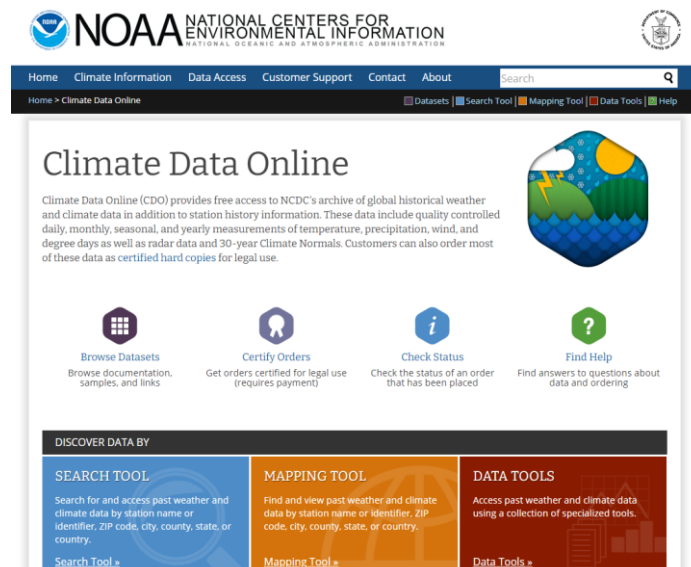 NOAA
NOAA NATIONAL CENTERS FOR
ENVIRONMENTAL INFORMATION
NATIONAL OCEANIC AND ATMOSPHERIC ADMINISTRATION
Home Climate Information Data Access Customer Support Contact About Search
Home > Climate Data Online Datasets | Search Tool | Mapping Tool | Data Tools | ? Help
Climate Data Online
Climate Data Online (CDO) provides free access to NCDC's archive of global historical weather
and climate data in addition to station history information. These data include quality controlled
daily, monthly, seasonal, and yearly measurements of temperature, precipitation, wind, and
degree days as well as radar data and 30-year Climate Normals. Customers can also order most
of these data as certified hard copies for legal use.
i ?
Browse Datasets Certify Orders Check Status Find Help
Browse documentation, Get orders certified for legal use Check the status of an order Find answers to questions about
samples, and links (requires payment) that has been placed data and ordering
DISCOVER DATA BY
SEARCH TOOL
Search for and access past weather and
climate data by station name or
identifier, ZIP code, city, county, state, or
country.
Search Tool »
MAPPING TOOL
Find and view past weather and climate
data by station name or identifier, ZIP
code, city, county, state, or country.
Mapping Tool »
DATA TOOLS
Access past weather and climate data
using a collection of specialized tools.
Data Tools »